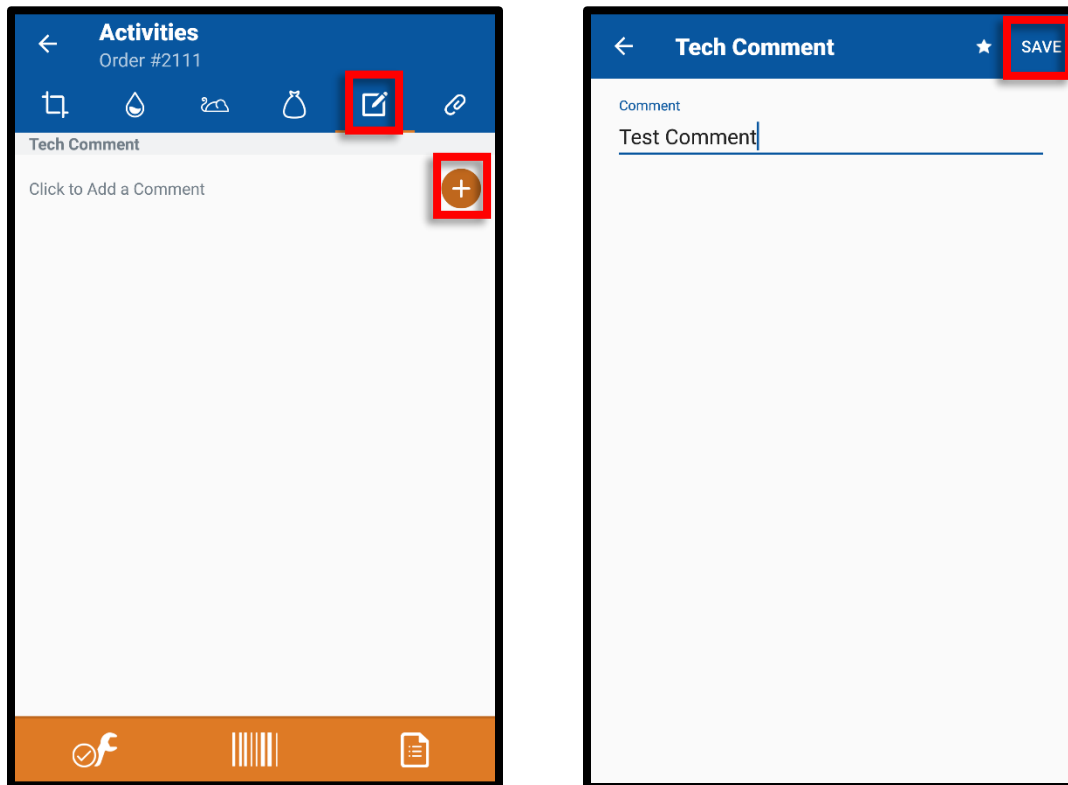 Activities
Order #2111
Tech Comment
Click to Add a Comment
Tech Comment
SAVE
Comment
Test Comment